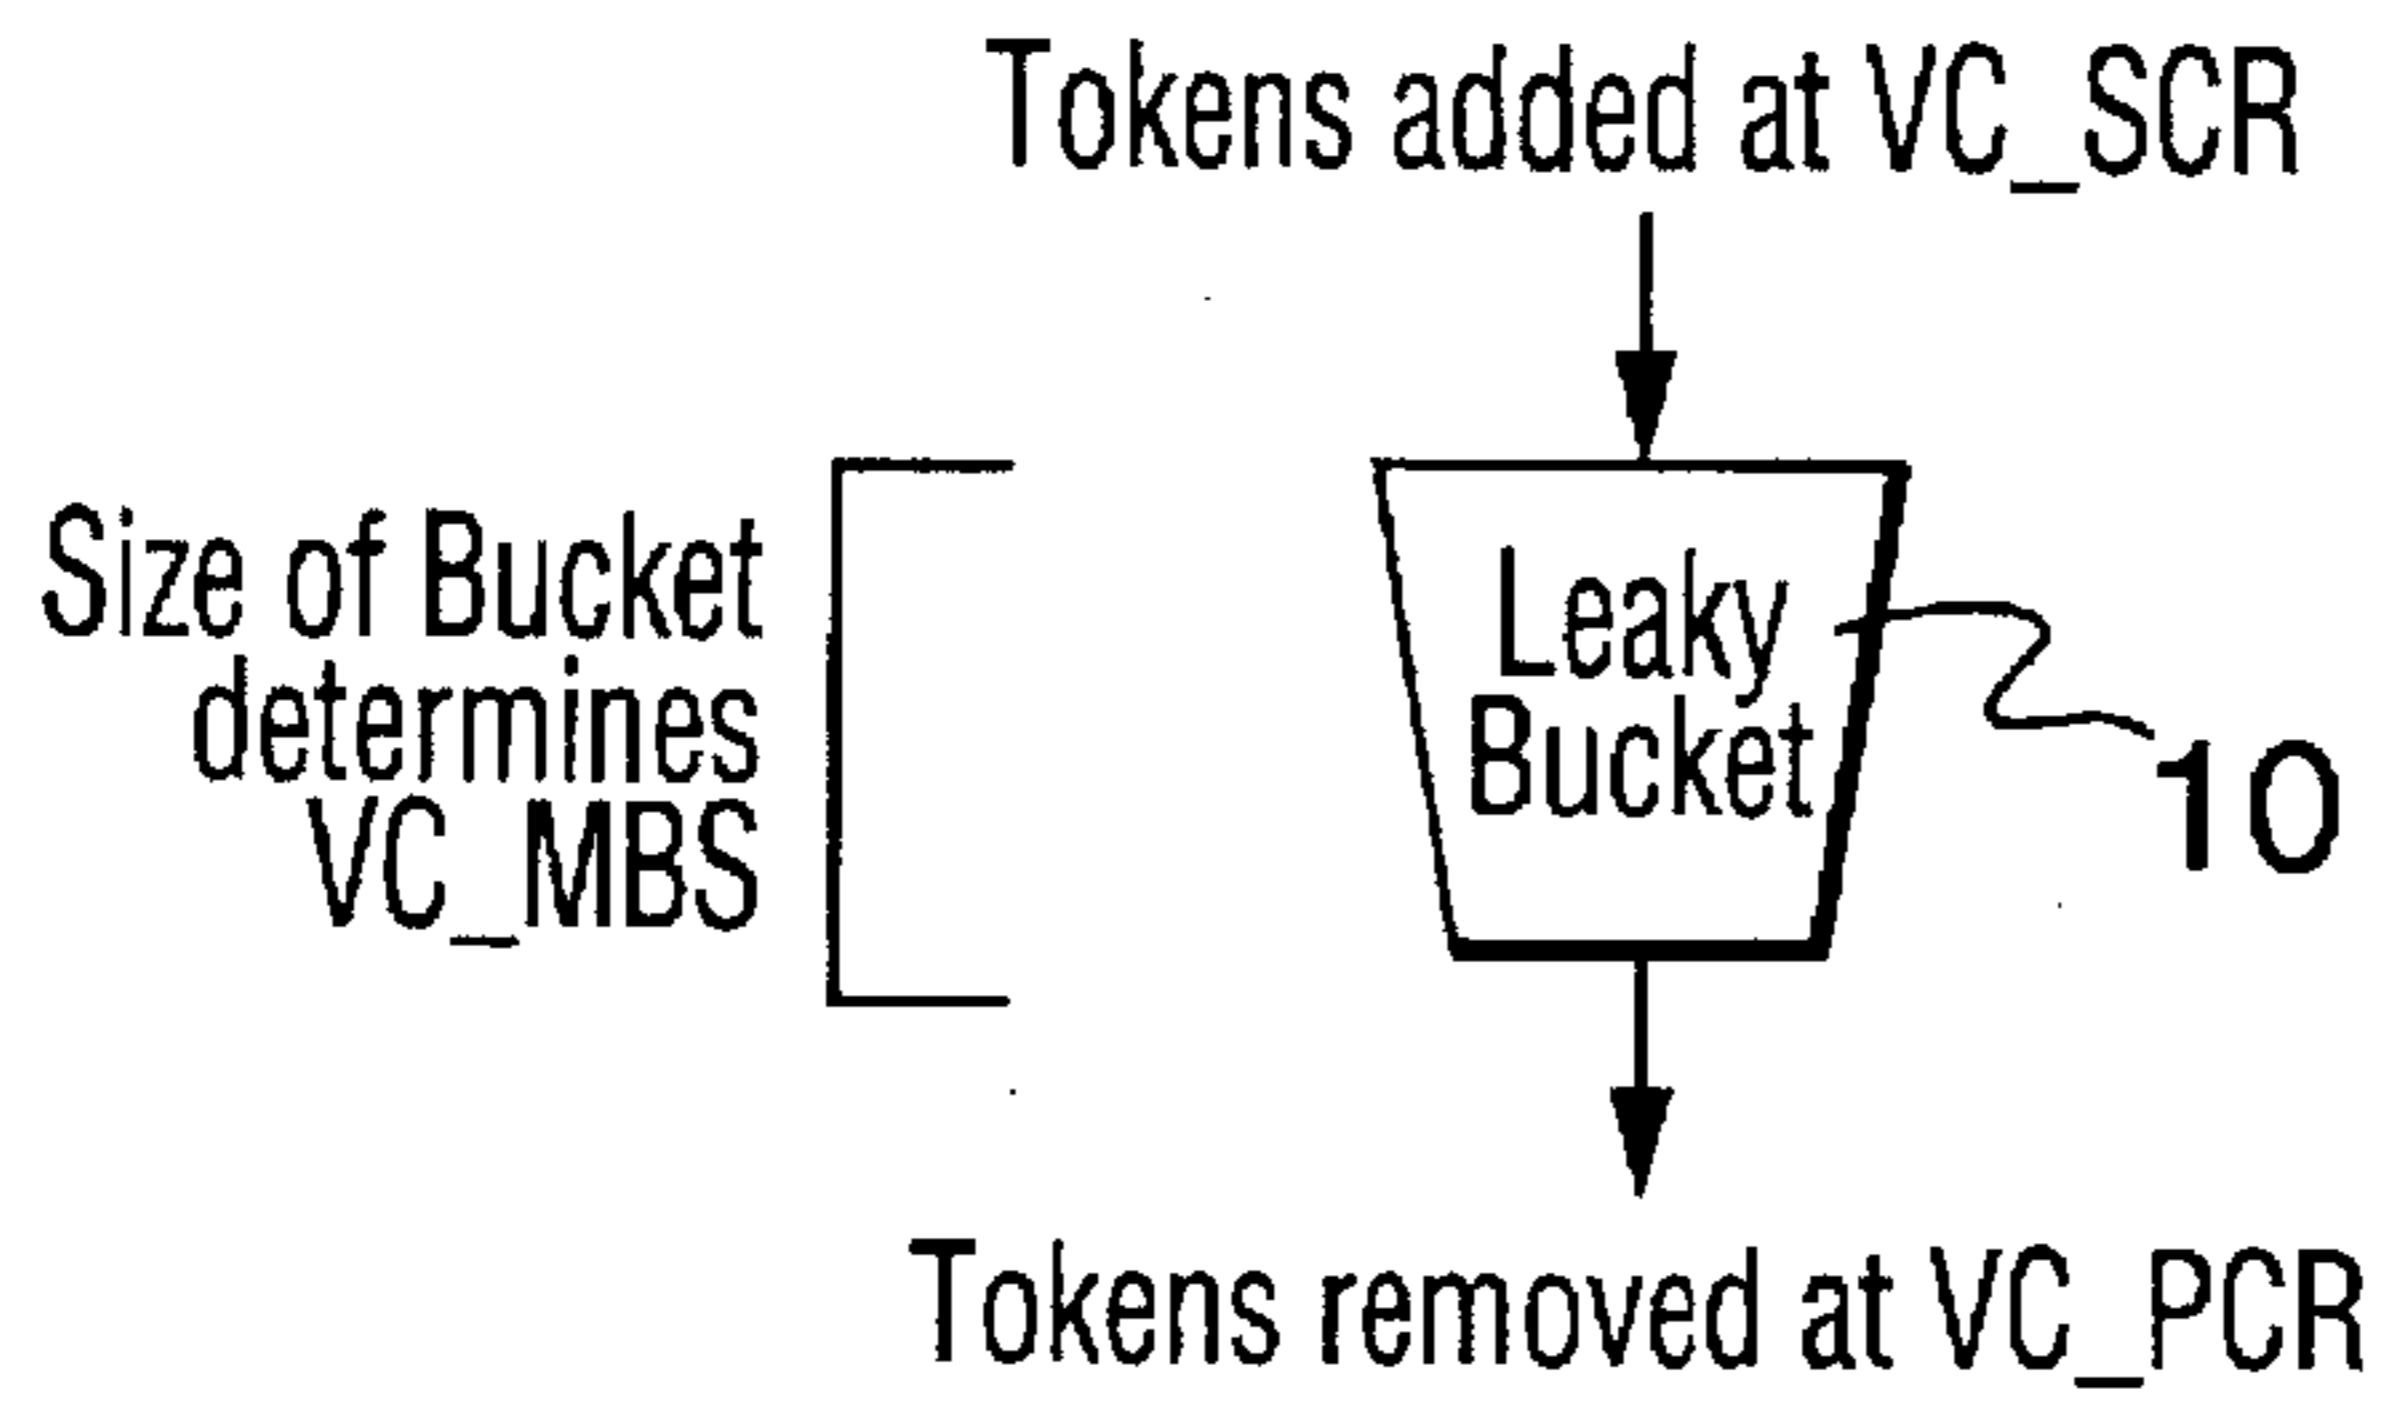 Tokens added at VC_SCR
Size of Bucket
determines
VC_MBS
Leaky
Bucket
10
Tokens removed at VC_PCR